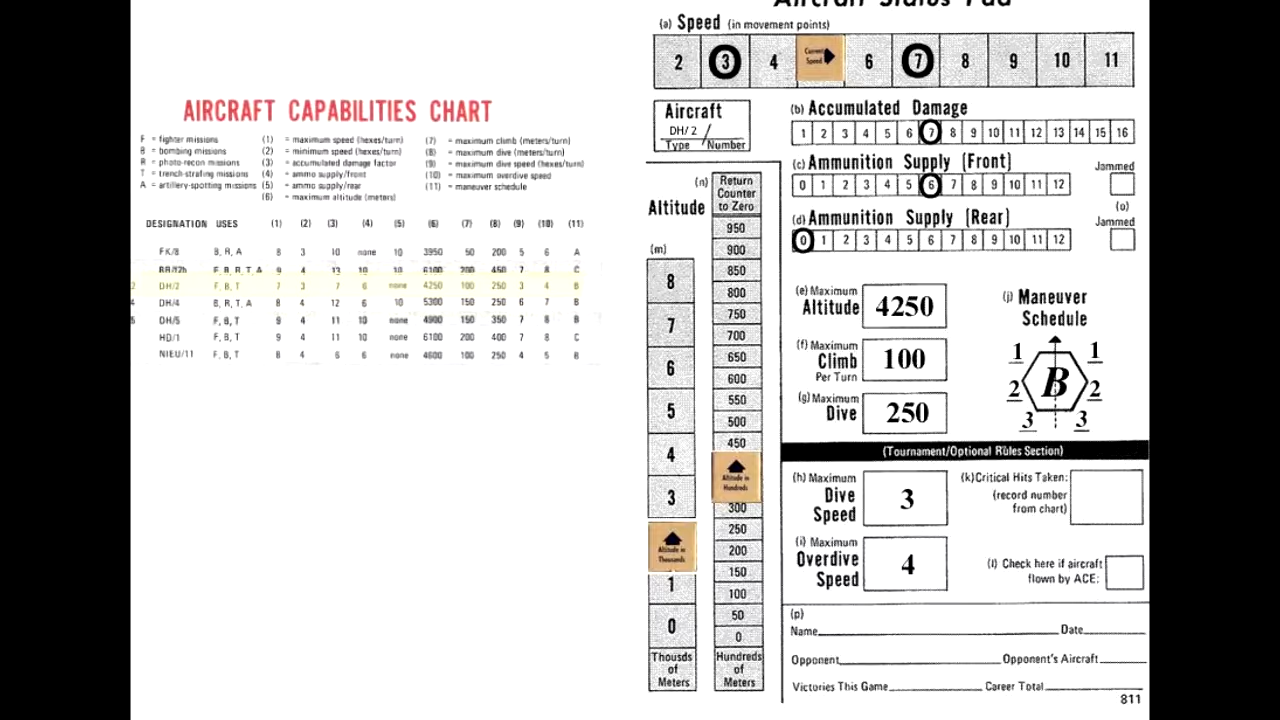 AIRCRAFT CAPABILITIES CHART
F = fighter missions (1) = maximum speed (hexes/turn) (7) = maximum climb (meters/turn)
B = bombing missions (2) = minimum speed (hexes/turn) (8) = maximum dive (meters/turn)
R = photo-recon missions (3) = accumulated damage factor (9) = maximum dive speed (hexes/turn)
T = trench-strafing missions (4) = ammo supply/front (10) = maximum overdive speed
A = artillery-spotting missions (5) = ammo supply/rear (11) = maneuver schedule
(6) = maximum altitude (meters)
DESIGNATION USES (1) (2) (3) (4) (5) (6) (7) (8) (9) (10) (11)
FK/8 B, R, A 8 3 10 none 10 3950 50 200 5 6 A
F, B, R, T, A 9 4 13 10 10 6100 200 450 7 8 C
2 DH/2 F, B, T 7 3 7 6 none 4250 100 250 3 4 B
4 DH/4 B, R, T, A 8 4 12 6 10 5300 150 250 6 7 B
5 DH/5 F, B, T 9 4 11 10 none 4900 150 350 7 8 B
HD/1 F, B, T 9 4 11 10 none 6100 200 400 7 8 C
NIEU/11 F, B, T 8 4 6 6 none 4600 100 250 4 5 B
Aircraft Status Pad
(a) Speed (in movement points)
2 3 4 Current Speed 6 7 8 9 10 11
Aircraft
DH/2 /
Type Number
(b) Accumulated Damage
1 2 3 4 5 6 7 8 9 10 11 12 13 14 15 16
(c) Ammunition Supply (Front) Jammed
0 1 2 3 4 5 6 7 8 9 10 11 12
(o)
(d) Ammunition Supply (Rear) Jammed
0 1 2 3 4 5 6 7 8 9 10 11 12
(n) Return
Counter
to Zero
Altitude
(m)
950
900
850
800
750
700
650
600
550
500
450
Altitude in
Hundreds
300
250
200
150
100
50
0
Hundreds
of
Meters
8
7
6
5
4
3
Altitude in
Thousands
1
0
Thousds
of
Meters
(e) Maximum
Altitude 4250
(f) Maximum
Climb 100
Per Turn
(g) Maximum
Dive 250
(j) Maneuver
Schedule
1 1
2 B 2
3 3
(Tournament/Optional Rules Section)
(h) Maximum
Dive 3
Speed
(i) Maximum
Overdive 4
Speed
(k) Critical Hits Taken:
(record number
from chart)
(l) Check here if aircraft
flown by ACE:
(p)
Name Date
Opponent Opponent's Aircraft
Victories This Game Career Total
811